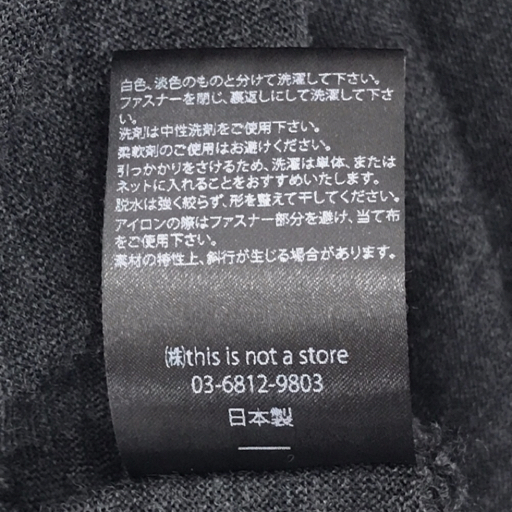 白色、淡色のものと分けて洗濯して下さい。
ファスナーを閉じ、裏返しにして洗濯して下さ
い。
洗剤は中性洗剤をご使用下さい。
柔軟剤のご使用はお避けください。
引っかかりをさけるため、洗濯は単体、または
ネットに入れることをおすすめいたします。
脱水は強く絞らず、形を整えて干してください。
アイロンの際はファスナー部分を避け、当て布
をご使用下さい。
素材の特性上、斜行が生じる場合があります。
㈱this is not a store
03-6812-9803
日本製